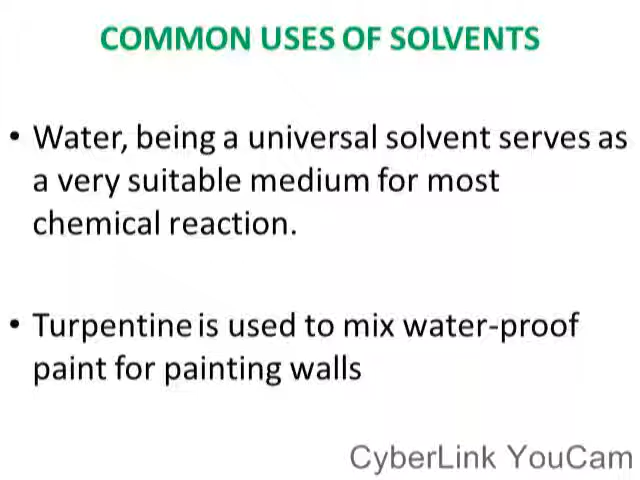 COMMON USES OF SOLVENTS
• Water, being a universal solvent serves as
a very suitable medium for most
chemical reaction.
• Turpentine is used to mix water-proof
paint for painting walls
CyberLink YouCam